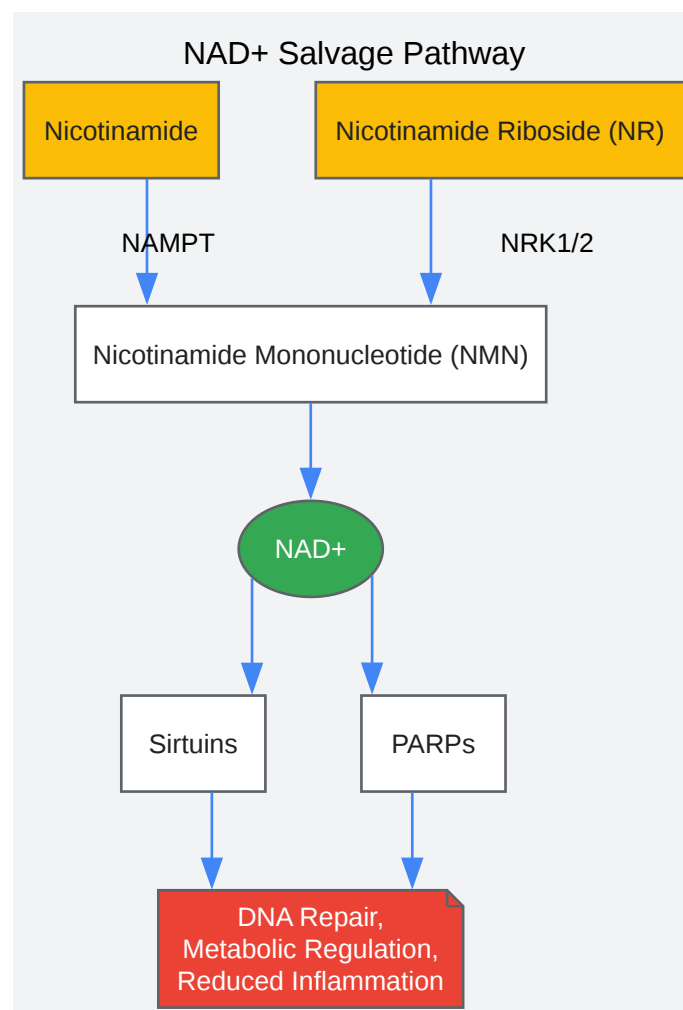 NAD+ Salvage Pathway
Nicotinamide
Nicotinamide Riboside (NR)
NAMPT
NRK1/2
Nicotinamide Mononucleotide (NMN)
NAD+
Sirtuins
PARPs
DNA Repair,
Metabolic Regulation,
Reduced Inflammation